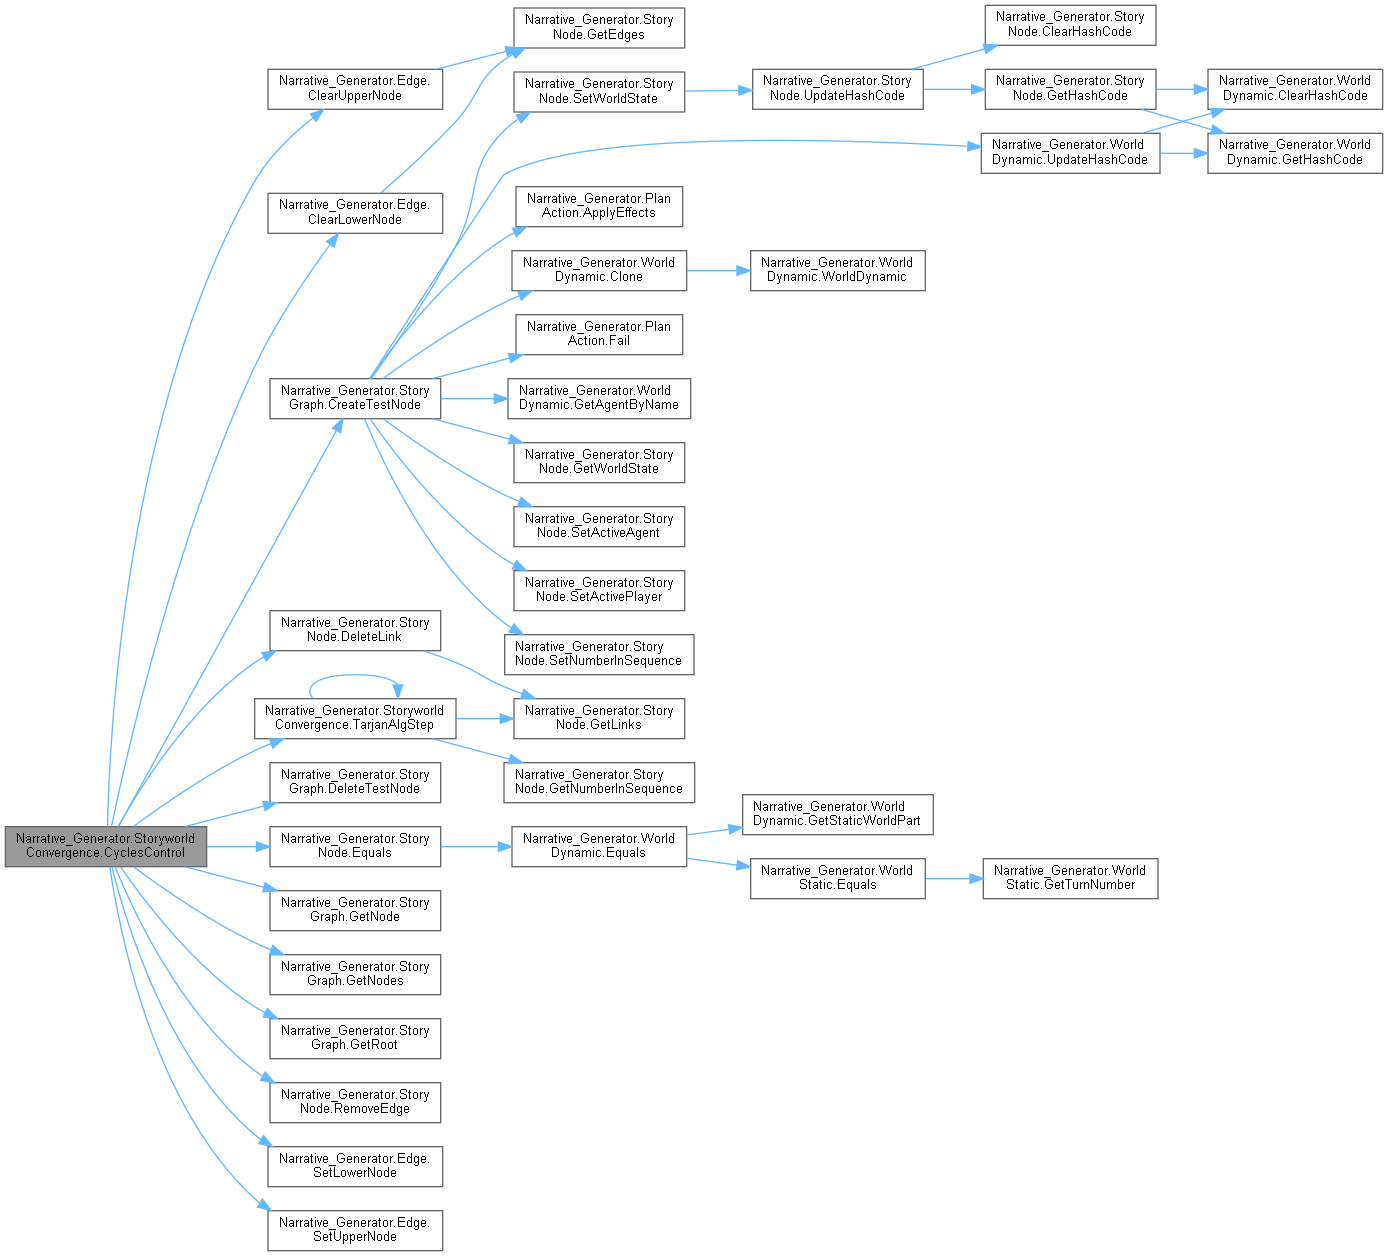 Narrative_Generator.Storyworld
Convergence.CyclesControl
Narrative_Generator.Edge.
ClearUpperNode
Narrative_Generator.Edge.
ClearLowerNode
Narrative_Generator.Story
Graph.CreateTestNode
Narrative_Generator.Story
Node.DeleteLink
Narrative_Generator.Storyworld
Convergence.TarjanAlgStep
Narrative_Generator.Story
Graph.DeleteTestNode
Narrative_Generator.Story
Node.Equals
Narrative_Generator.Story
Graph.GetNode
Narrative_Generator.Story
Graph.GetNodes
Narrative_Generator.Story
Graph.GetRoot
Narrative_Generator.Story
Node.RemoveEdge
Narrative_Generator.Edge.
SetLowerNode
Narrative_Generator.Edge.
SetUpperNode
Narrative_Generator.Story
Node.GetEdges
Narrative_Generator.Story
Node.SetWorldState
Narrative_Generator.Plan
Action.ApplyEffects
Narrative_Generator.World
Dynamic.Clone
Narrative_Generator.Plan
Action.Fail
Narrative_Generator.World
Dynamic.GetAgentByName
Narrative_Generator.Story
Node.GetWorldState
Narrative_Generator.Story
Node.SetActiveAgent
Narrative_Generator.Story
Node.SetActivePlayer
Narrative_Generator.Story
Node.SetNumberInSequence
Narrative_Generator.Story
Node.GetLinks
Narrative_Generator.Story
Node.GetNumberInSequence
Narrative_Generator.World
Dynamic.Equals
Narrative_Generator.Story
Node.UpdateHashCode
Narrative_Generator.World
Dynamic.WorldDynamic
Narrative_Generator.World
Dynamic.GetStaticWorldPart
Narrative_Generator.World
Static.Equals
Narrative_Generator.Story
Node.ClearHashCode
Narrative_Generator.Story
Node.GetHashCode
Narrative_Generator.World
Dynamic.UpdateHashCode
Narrative_Generator.World
Static.GetTurnNumber
Narrative_Generator.World
Dynamic.ClearHashCode
Narrative_Generator.World
Dynamic.GetHashCode